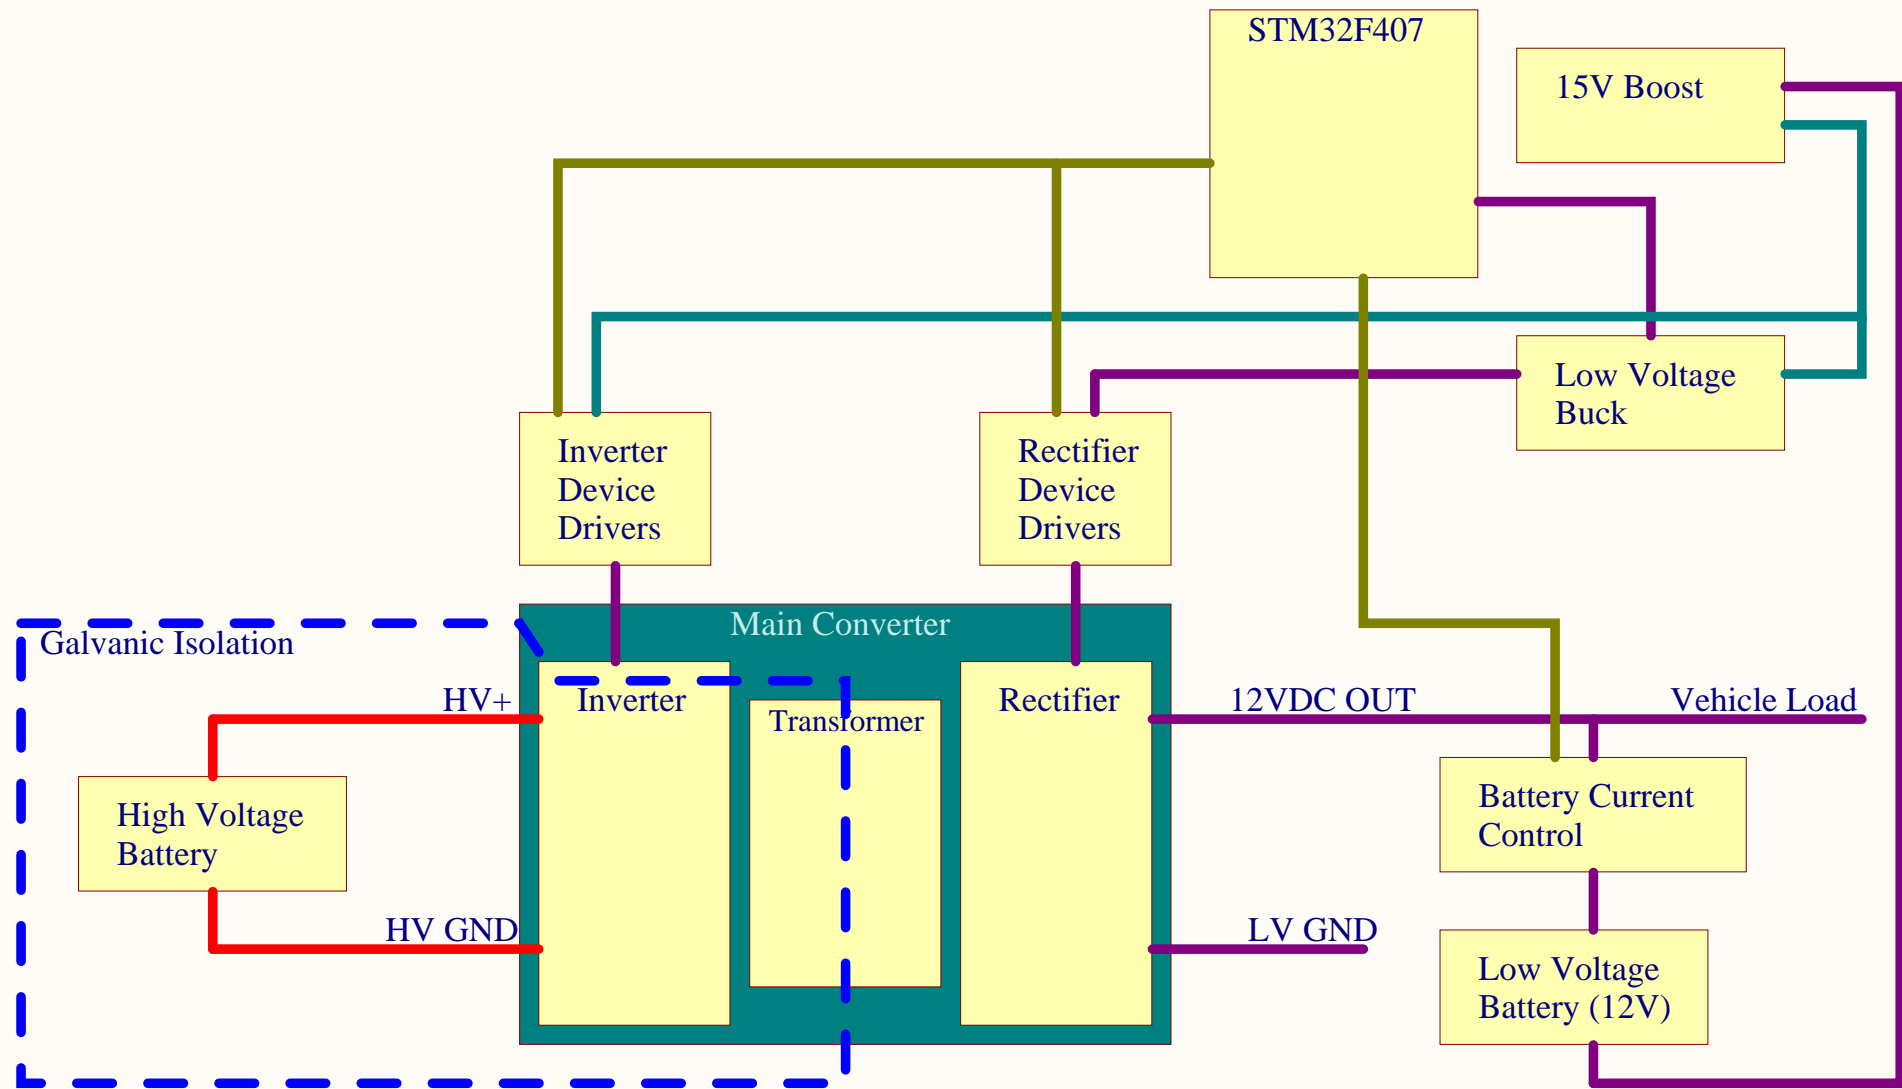 STM32F407
15V Boost
Low Voltage
Buck
Inverter
Device
Drivers
Rectifier
Device
Drivers
Main Converter
Galvanic Isolation
HV+
Inverter
Transformer
Rectifier
12VDC OUT
Vehicle Load
High Voltage
Battery
Battery Current
Control
HV GND
LV GND
Low Voltage
Battery (12V)